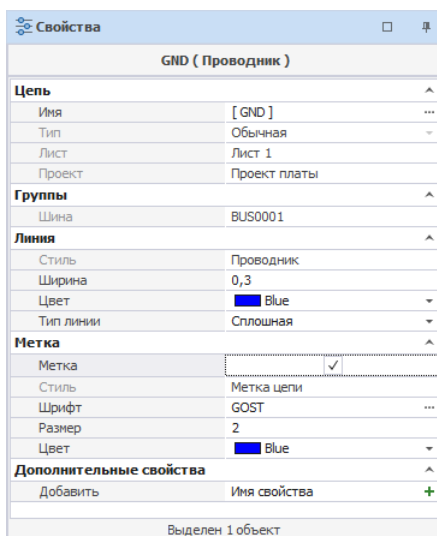 Свойства
GND ( Проводник )
Цепь
Имя [ GND ] ...
Тип Обычная
Лист Лист 1
Проект Проект платы
Группы
Шина BUS0001
Линия
Стиль Проводник
Ширина 0,3
Цвет Blue
Тип линии Сплошная
Метка
Метка ✓
Стиль Метка цепи
Шрифт GOST ...
Размер 2
Цвет Blue
Дополнительные свойства
Добавить Имя свойства +
Выделен 1 объект